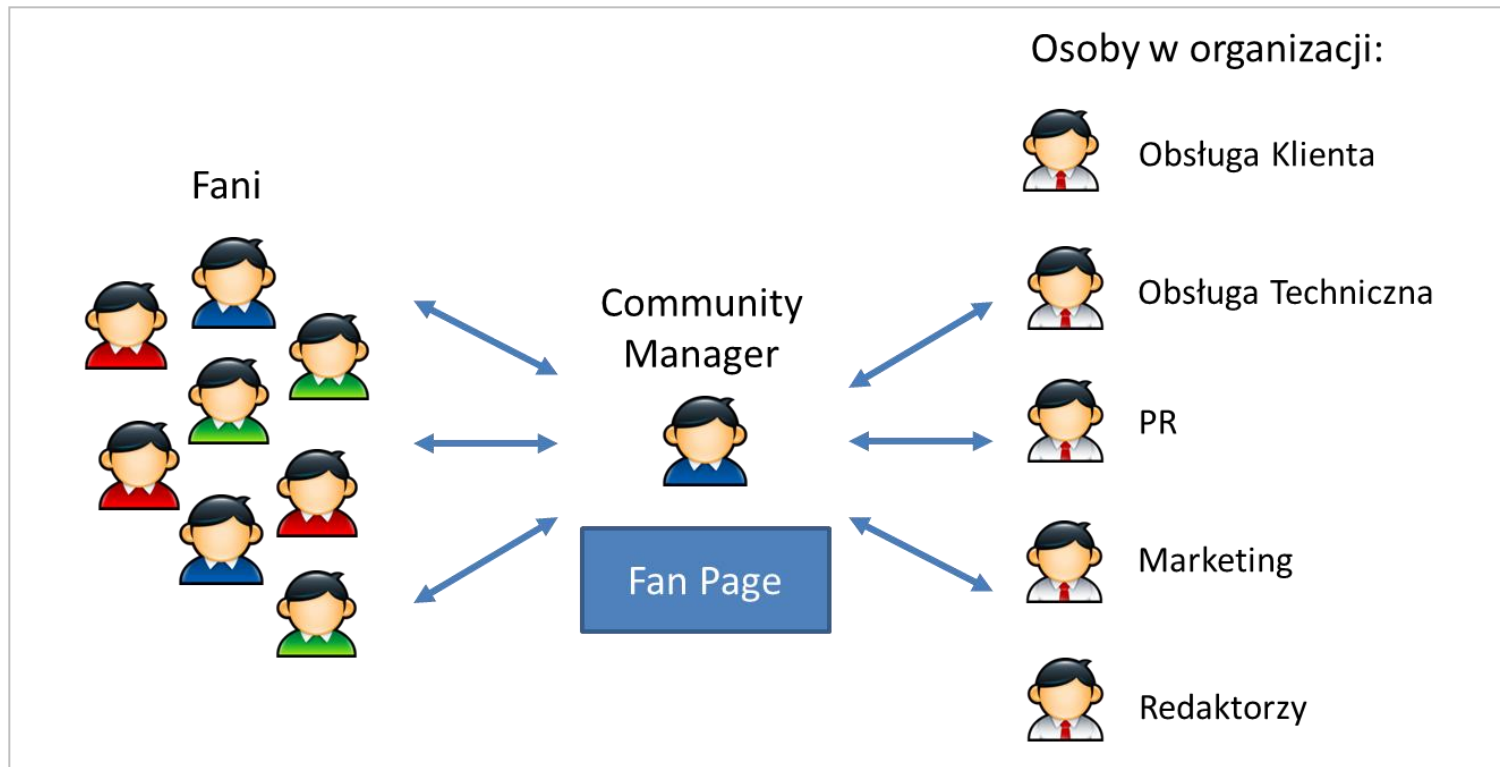 Osoby w organizacji:
Obsługa Klienta
Fani
Obsługa Techniczna
Community
Manager
PR
Marketing
Fan Page
Redaktorzy